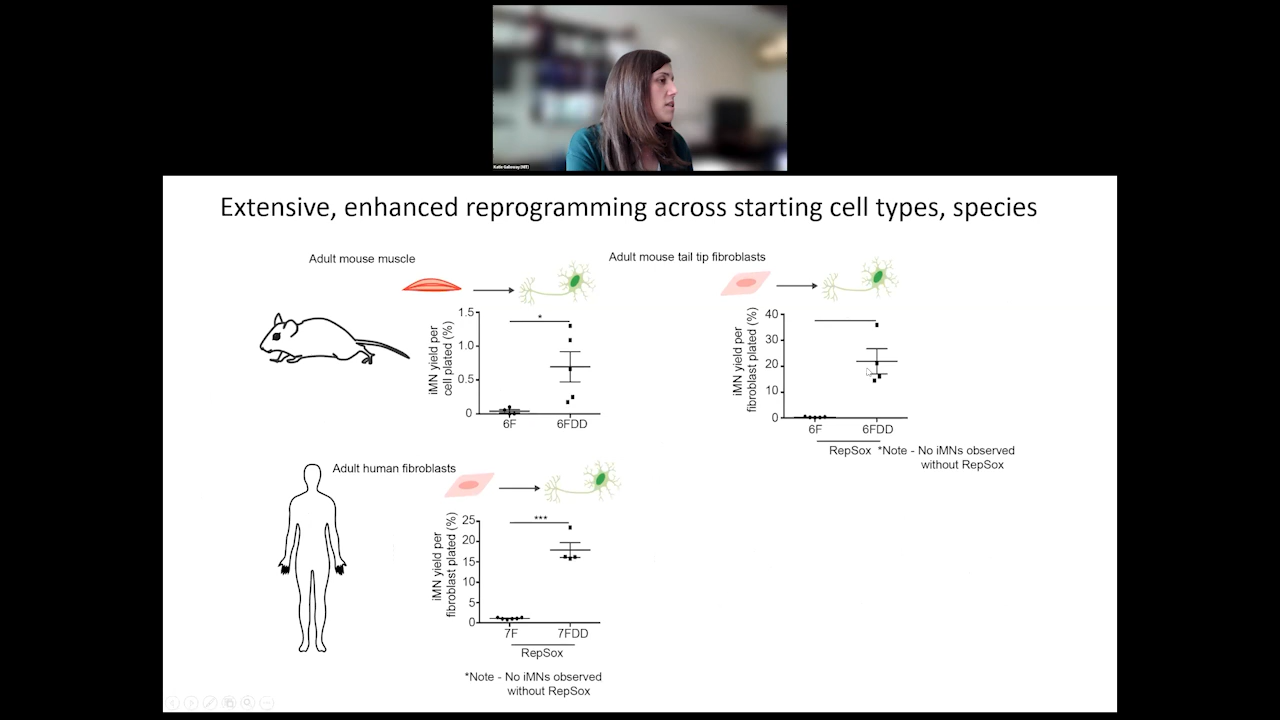 Katie Galloway (MIT)
Extensive, enhanced reprogramming across starting cell types, species
Adult mouse muscle
iMN yield per
cell plated (%)
1.5
1.0
0.5
0
*
6F
6FDD
Adult mouse tail tip fibroblasts
iMN yield per
fibroblast plated (%)
40
30
20
10
0
6F
6FDD
RepSox
*Note - No iMNs observed
without RepSox
Adult human fibroblasts
iMN yield per
fibroblast plated (%)
25
20
15
10
5
0
***
7F
7FDD
RepSox
*Note - No iMNs observed
without RepSox